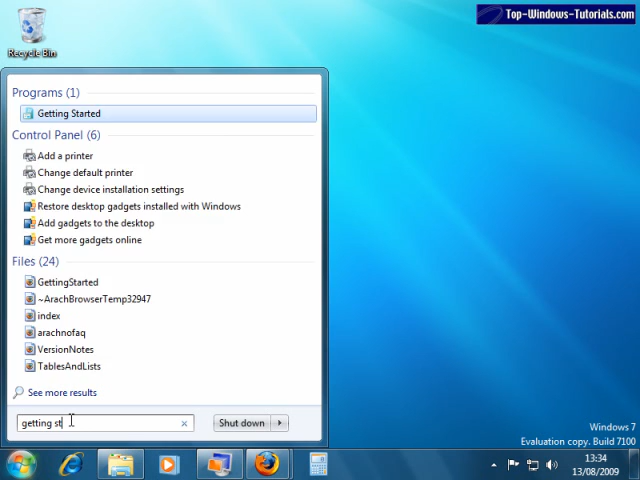 Top-Windows-Tutorials.com
Recycle Bin
Programs (1)
Getting Started
Control Panel (6)
Add a printer
Change default printer
Change device installation settings
Restore desktop gadgets installed with Windows
Add gadgets to the desktop
Get more gadgets online
Files (24)
GettingStarted
~ArachBrowserTemp32947
index
arachnofaq
VersionNotes
TablesAndLists
See more results
getting st
Shut down
Windows 7
Evaluation copy. Build 7100
13:34
13/08/2009